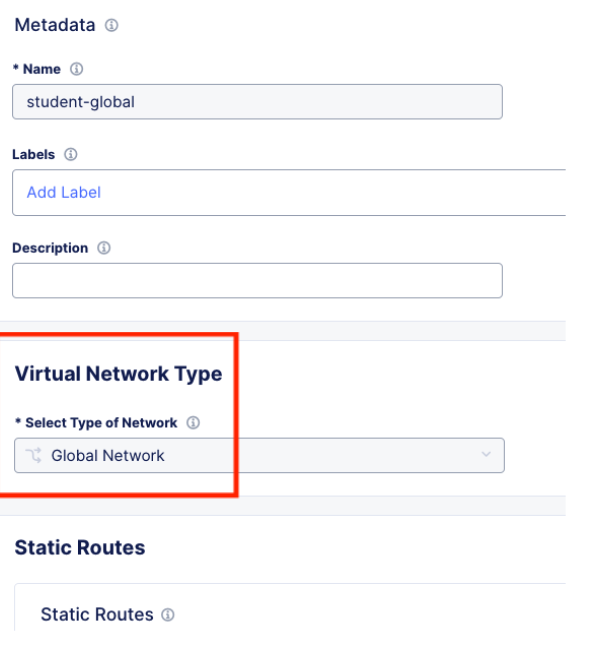 Metadata
* Name
student-global
Labels
Add Label
Description
Virtual Network Type
* Select Type of Network
Global Network
Static Routes
Static Routes